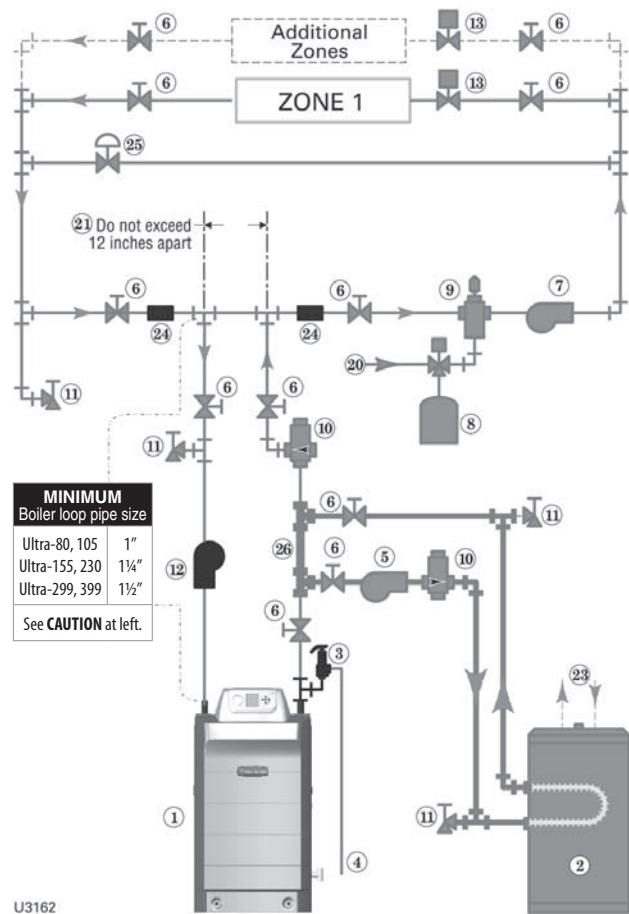 6
13
6
Additional
Zones
6
13
6
ZONE 1
25
21 Do not exceed
12 inches apart
6
24
24
6
9
7
20
8
11
6
6
11
10
MINIMUM
Boiler loop pipe size
Ultra-80, 105 1"
Ultra-155, 230 1¼"
Ultra-299, 399 1½"
See CAUTION at left.
12
6
11
26
6
5
10
6
3
23
1
4
11
2
U3162